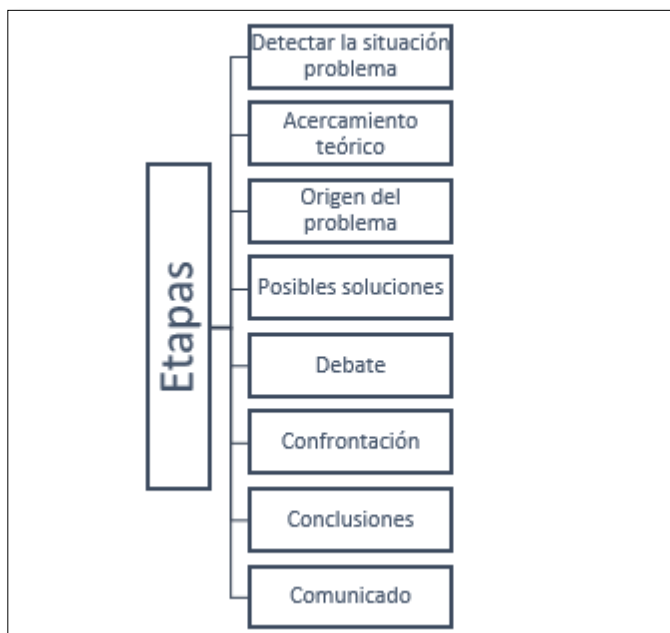 Detectar la situación
problema
Acercamiento
teórico
Origen del
problema
Posibles soluciones
Etapas
Debate
Confrontación
Conclusiones
Comunicado